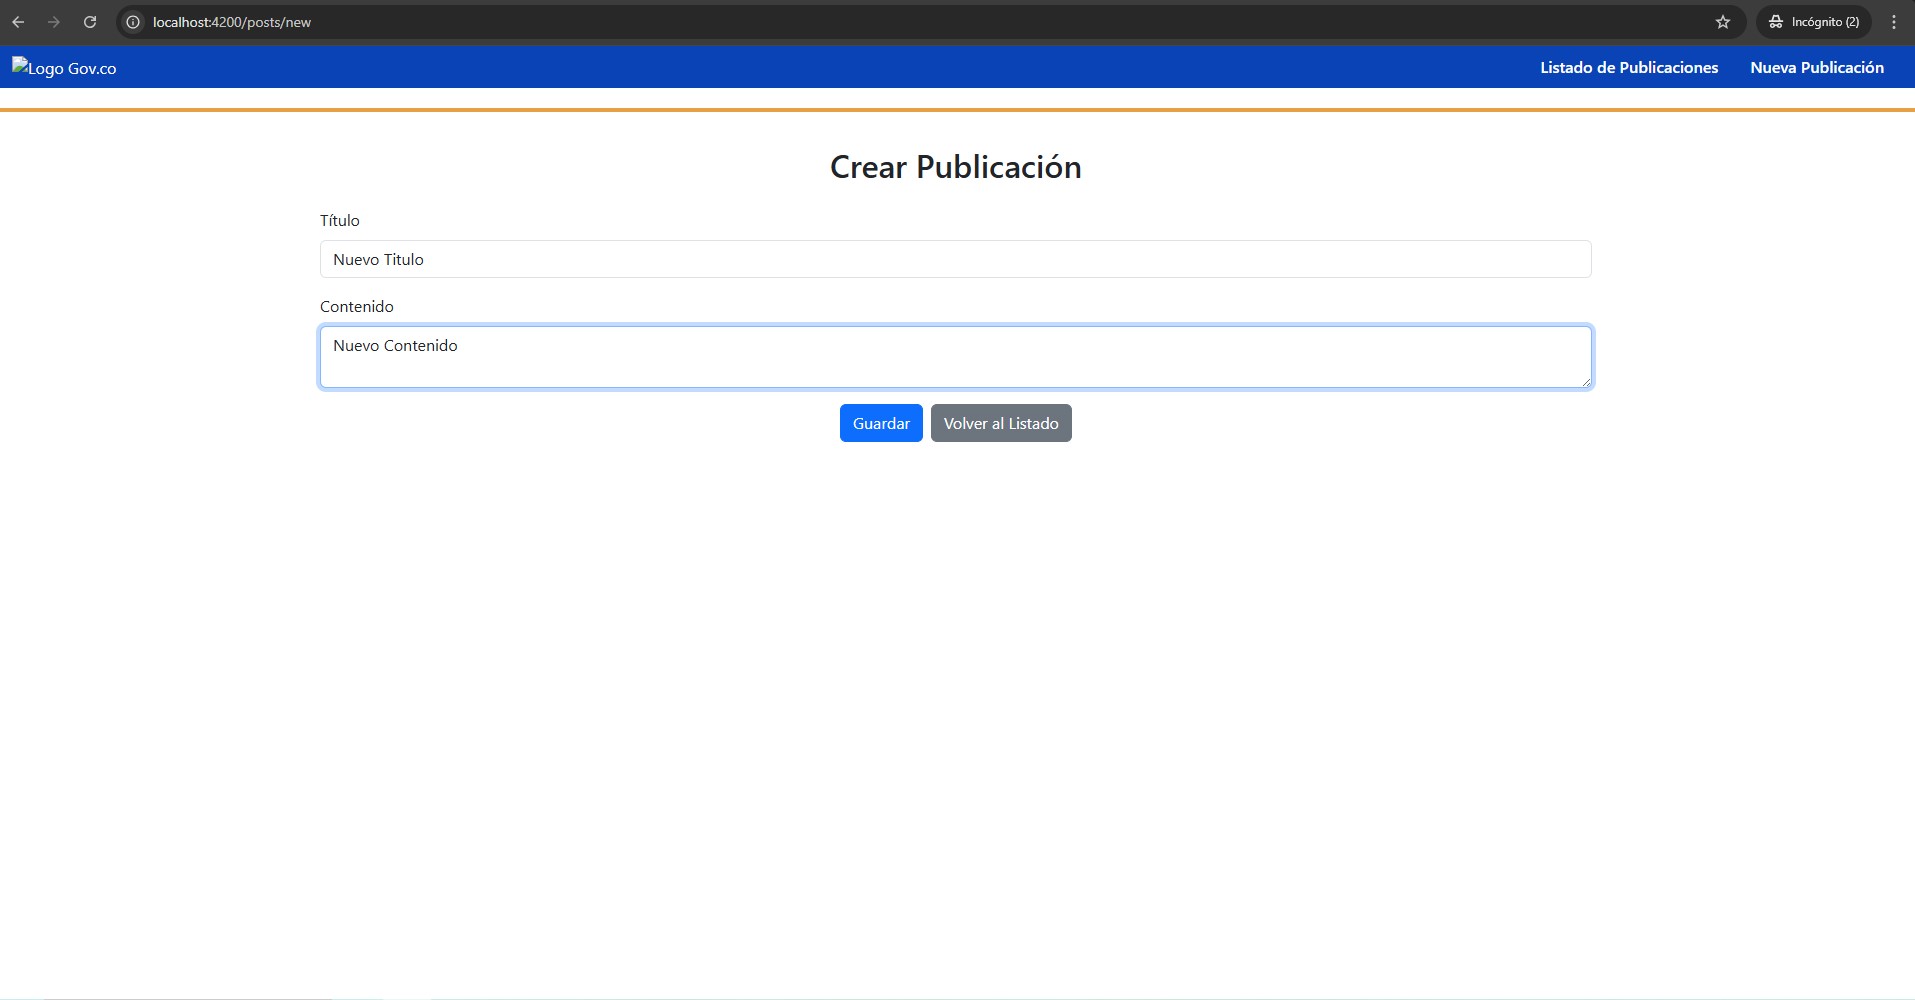 localhost:4200/posts/new
Incógnito (2)
Logo Gov.co
Listado de Publicaciones
Nueva Publicación
Crear Publicación
Título
Nuevo Titulo
Contenido
Nuevo Contenido
Guardar
Volver al Listado